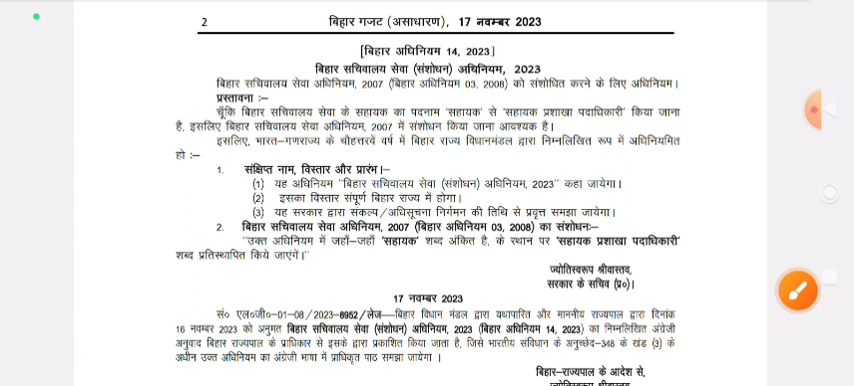 2 बिहार गजट (असाधारण), 17 नवम्बर 2023
[बिहार अधिनियम 14, 2023]
बिहार सचिवालय सेवा (संशोधन) अधिनियम, 2023
बिहार सचिवालय सेवा अधिनियम, 2007 (बिहार अधिनियम 03, 2008) को संशोधित करने के लिए अधिनियम।
प्रस्तावना :—
चूँकि बिहार सचिवालय सेवा के सहायक का पदनाम 'सहायक' से 'सहायक प्रशाखा पदाधिकारी' किया जाना
है, इसलिए बिहार सचिवालय सेवा अधिनियम, 2007 में संशोधन किया जाना आवश्यक है।
इसलिए, भारत-गणराज्य के चौहत्तरवें वर्ष में बिहार राज्य विधानमंडल द्वारा निम्नलिखित रूप में अधिनियमित
हो :—
1. संक्षिप्त नाम, विस्तार और प्रारंभ।—
(1) यह अधिनियम "बिहार सचिवालय सेवा (संशोधन) अधिनियम, 2023" कहा जायेगा।
(2) इसका विस्तार संपूर्ण बिहार राज्य में होगा।
(3) यह सरकार द्वारा संकल्प/अधिसूचना निर्गमन की तिथि से प्रवृत्त समझा जायेगा।
2. बिहार सचिवालय सेवा अधिनियम, 2007 (बिहार अधिनियम 03, 2008) का संशोधनः—
"उक्त अधिनियम में जहाँ-जहाँ 'सहायक' शब्द अंकित है, के स्थान पर 'सहायक प्रशाखा पदाधिकारी'
शब्द प्रतिस्थापित किये जाएंगें।"
ज्योतिस्वरूप श्रीवास्तव,
सरकार के सचिव (प्र०)।
17 नवम्बर 2023
सं० एल०जी०-01-08/2023-8952/लेज—बिहार विधान मंडल द्वारा यथापारित और माननीय राज्यपाल द्वारा दिनांक
16 नवम्बर 2023 को अनुमत बिहार सचिवालय सेवा (संशोधन) अधिनियम, 2023 (बिहार अधिनियम 14, 2023) का निम्नलिखित अंग्रेजी
अनुवाद बिहार राज्यपाल के प्राधिकार से इसके द्वारा प्रकाशित किया जाता है, जिसे भारतीय संविधान के अनुच्छेद-348 के खंड (3) के
अधीन उक्त अधिनियम का अंग्रेजी भाषा में प्राधिकृत पाठ समझा जायेगा ।
बिहार-राज्यपाल के आदेश से,